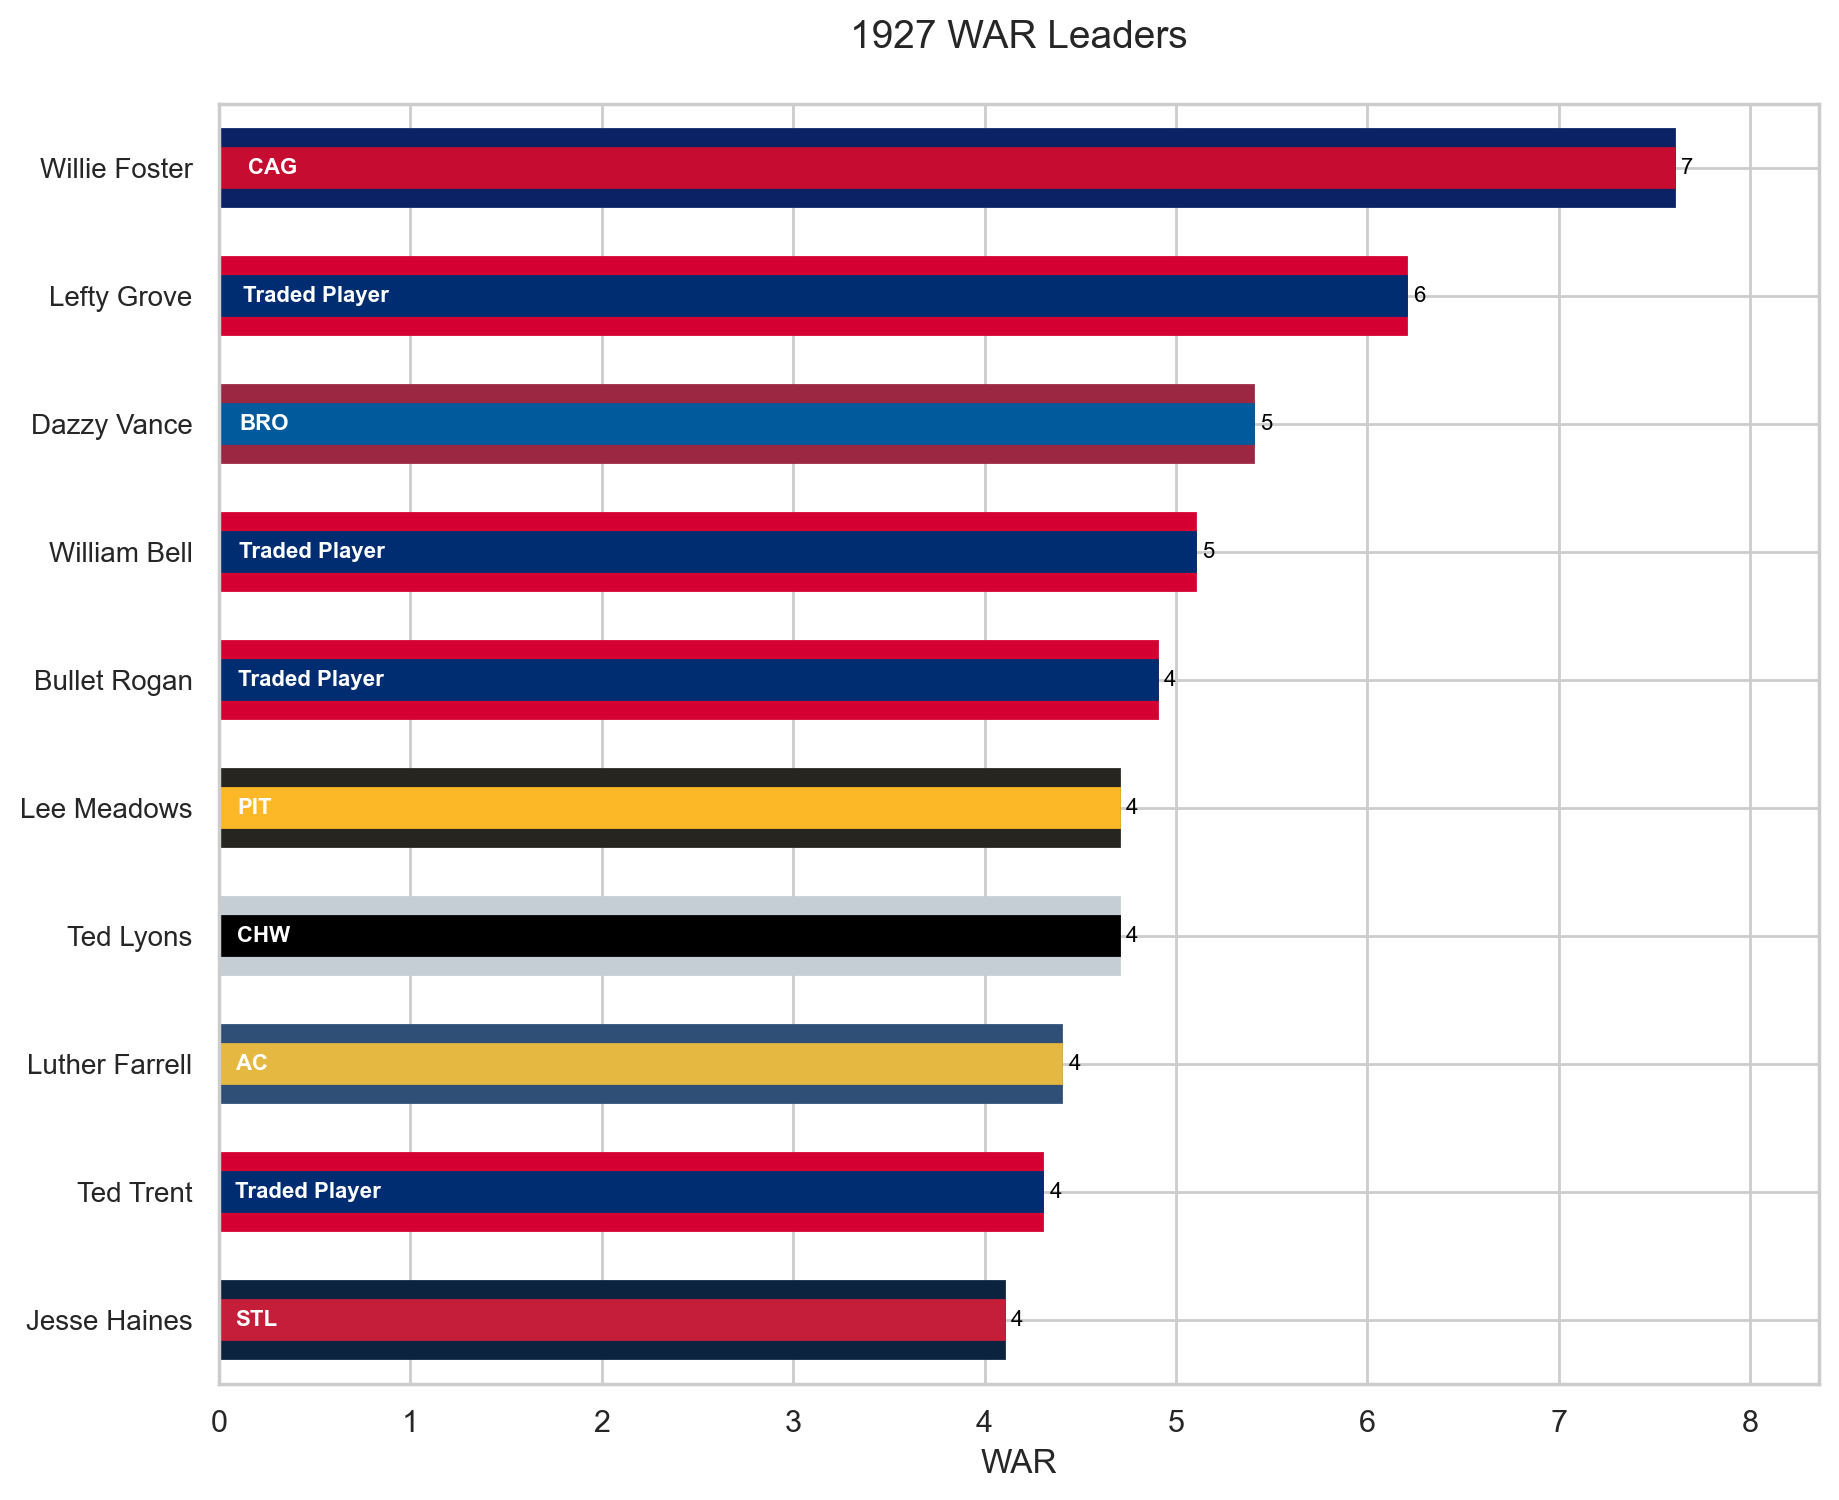 1927 WAR Leaders
Willie Foster CAG 7
Lefty Grove Traded Player 6
Dazzy Vance BRO 5
William Bell Traded Player 5
Bullet Rogan Traded Player 4
Lee Meadows PIT 4
Ted Lyons CHW 4
Luther Farrell AC 4
Ted Trent Traded Player 4
Jesse Haines STL 4
0 1 2 3 4 5 6 7 8
WAR